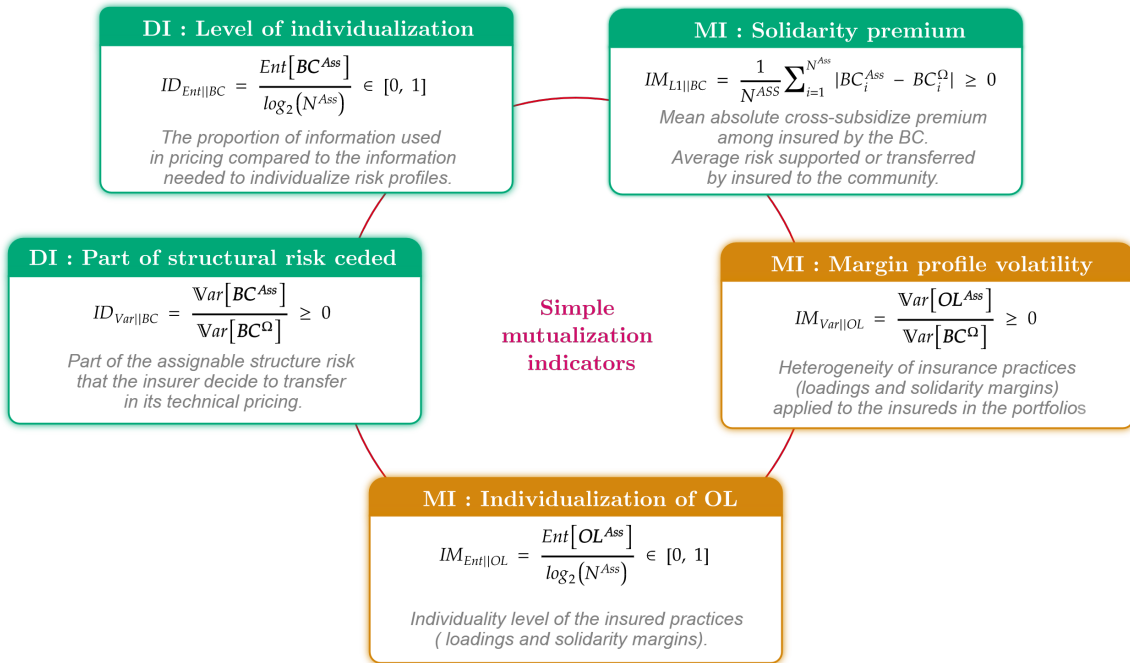 DI : Level of individualization
ID_{Ent||BC} = \frac{Ent[BC^{Ass}]}{log_2(N^{Ass})} ∈ [0, 1]
The proportion of information used
in pricing compared to the information
needed to individualize risk profiles.
MI : Solidarity premium
IM_{L1||BC} = \frac{1}{N^{ASS}} \sum_{i=1}^{N^{Ass}} |BC_i^{Ass} − BC_i^Ω| ≥ 0
Mean absolute cross-subsidize premium
among insured by the BC.
Average risk supported or transferred
by insured to the community.
DI : Part of structural risk ceded
ID_{Var||BC} = \frac{𝕍ar[BC^{Ass}]}{𝕍ar[BC^Ω]} ≥ 0
Part of the assignable structure risk
that the insurer decide to transfer
in its technical pricing.
Simple
mutualization
indicators
MI : Margin profile volatility
IM_{Var||OL} = \frac{𝕍ar[OL^{Ass}]}{𝕍ar[BC^Ω]} ≥ 0
Heterogeneity of insurance practices
(loadings and solidarity margins)
applied to the insureds in the portfolios
MI : Individualization of OL
IM_{Ent||OL} = \frac{Ent[OL^{Ass}]}{log_2(N^{Ass})} ∈ [0, 1]
Individuality level of the insured practices
( loadings and solidarity margins).